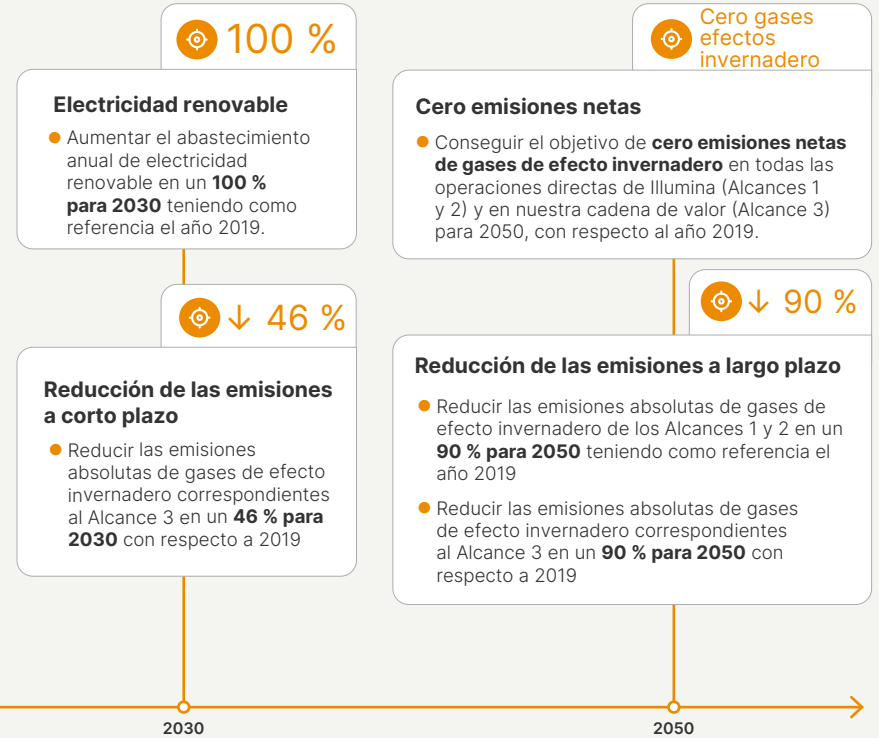 100 %
Electricidad renovable
Aumentar el abastecimiento
anual de electricidad
renovable en un 100 %
para 2030 teniendo como
referencia el año 2019.
46 %
Reducción de las emisiones
a corto plazo
Reducir las emisiones
absolutas de gases de efecto
invernadero correspondientes
al Alcance 3 en un 46 % para
2030 con respecto a 2019
Cero gases
efectos
invernadero
Cero emisiones netas
Conseguir el objetivo de cero emisiones netas
de gases de efecto invernadero en todas las
operaciones directas de Illumina (Alcances 1
y 2) y en nuestra cadena de valor (Alcance 3)
para 2050, con respecto al año 2019.
90 %
Reducción de las emisiones a largo plazo
Reducir las emisiones absolutas de gases de
efecto invernadero de los Alcances 1 y 2 en un
90 % para 2050 teniendo como referencia el
año 2019
Reducir las emisiones absolutas de gases
de efecto invernadero correspondientes
al Alcance 3 en un 90 % para 2050 con
respecto a 2019
2030
2050